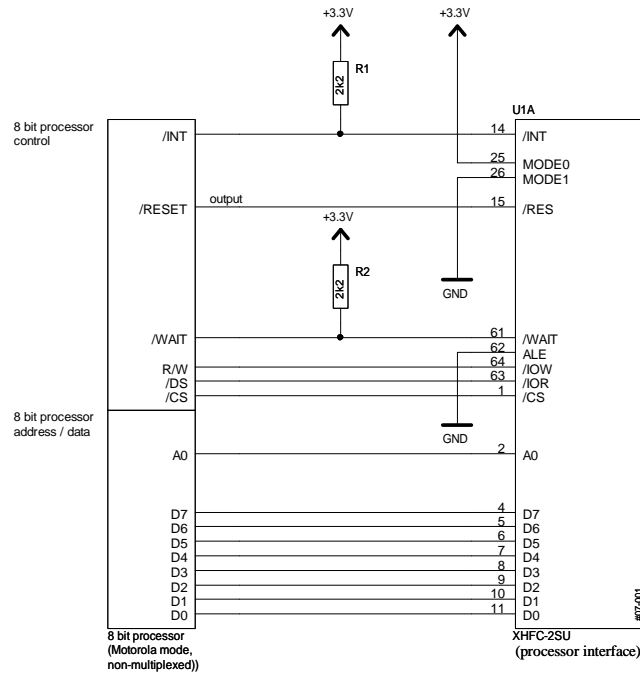 +3.3V +3.3V
R1
2k2
U1A
8 bit processor
control
/INT 14 /INT
25 MODE0
26 MODE1
/RESET output 15 /RES
+3.3V
R2
2k2
GND
/WAIT 61 /WAIT
62 ALE
R/W 64 /IOW
/DS 63 /IOR
/CS 1 /CS
8 bit processor
address / data
GND
A0 2 A0
D7 4 D7
D6 5 D6
D5 6 D5
D4 7 D4
D3 8 D3
D2 9 D2
D1 10 D1
D0 11 D0
#07-001
8 bit processor
(Motorola mode,
non-multiplexed))
XHFC-2SU
(processor interface)